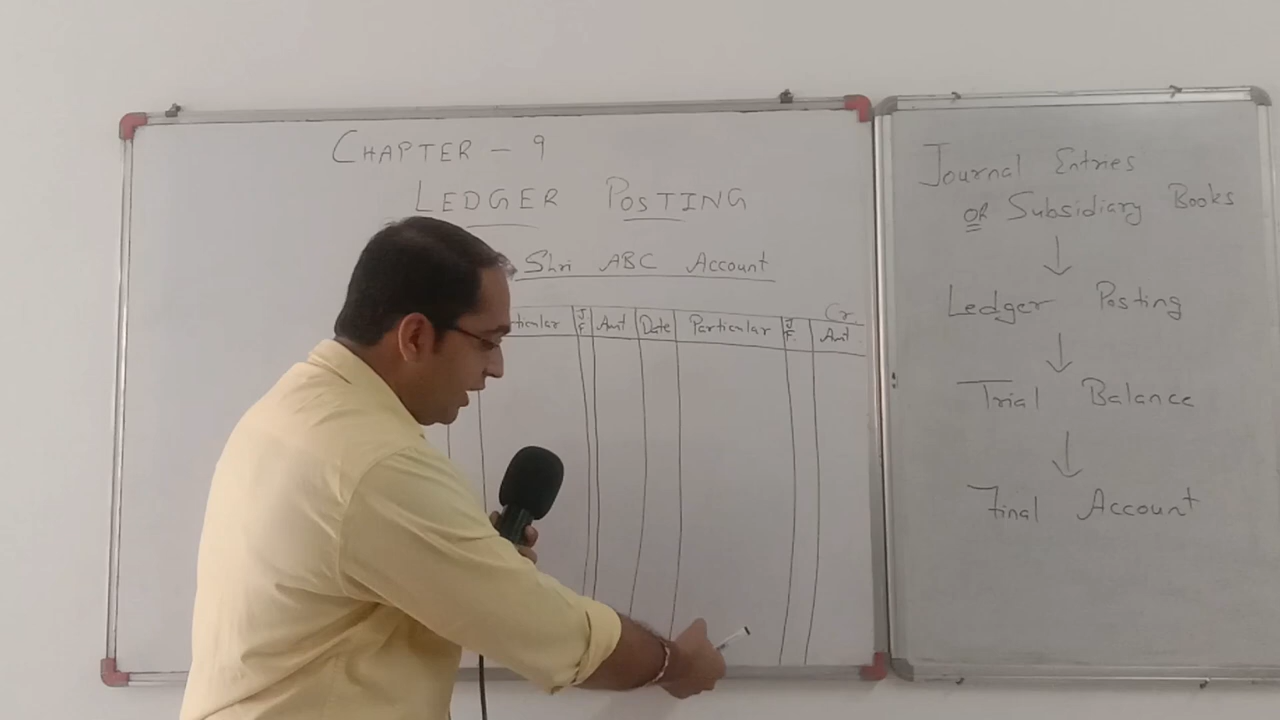 CHAPTER - 9
LEDGER POSTING
Shri ABC Account
Cr
ticular J.F. Amt Date Particular J.F. Amt.
Journal Entries
OR Subsidiary Books
↓
Ledger Posting
↓
Trial Balance
↓
Final Account